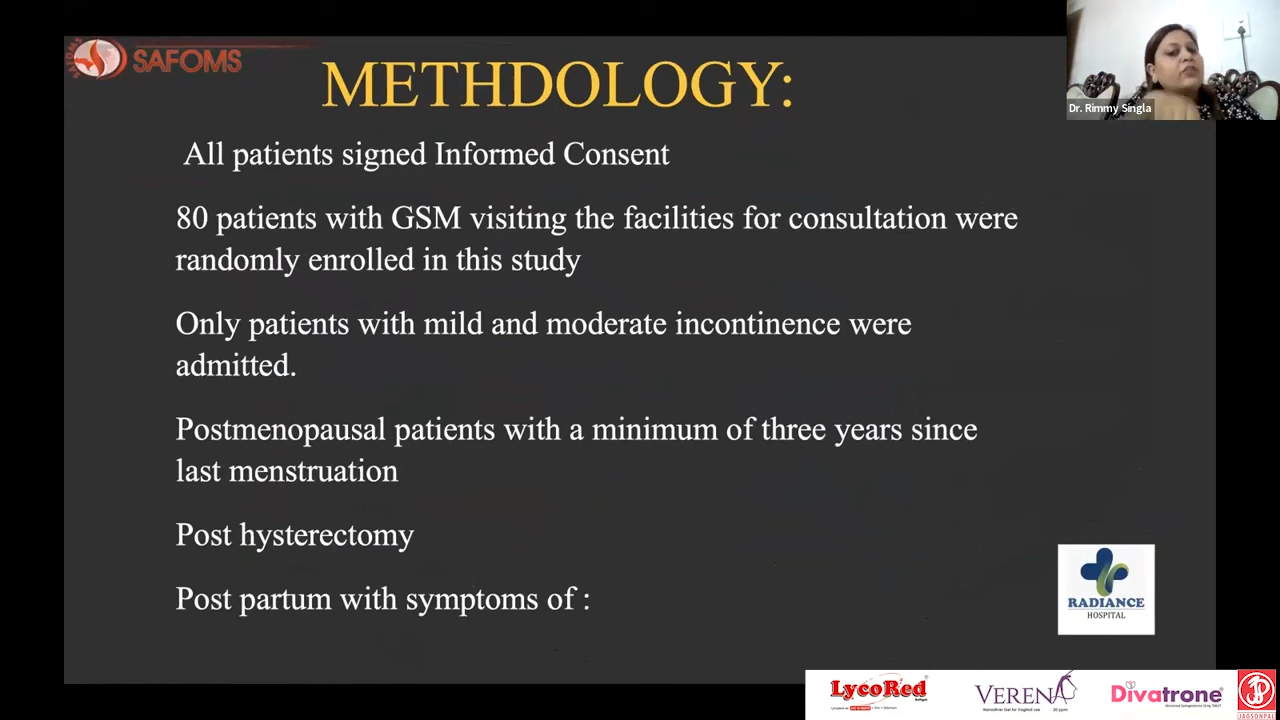 SAFOMS
METHDOLOGY:
Dr. Rimmy Singla
All patients signed Informed Consent
80 patients with GSM visiting the facilities for consultation were
randomly enrolled in this study
Only patients with mild and moderate incontinence were
admitted.
Postmenopausal patients with a minimum of three years since
last menstruation
Post hysterectomy
Post partum with symptoms of :
RADIANCE
HOSPITAL
LycoRed
VERENA
Divatrone
JAGSONPAL